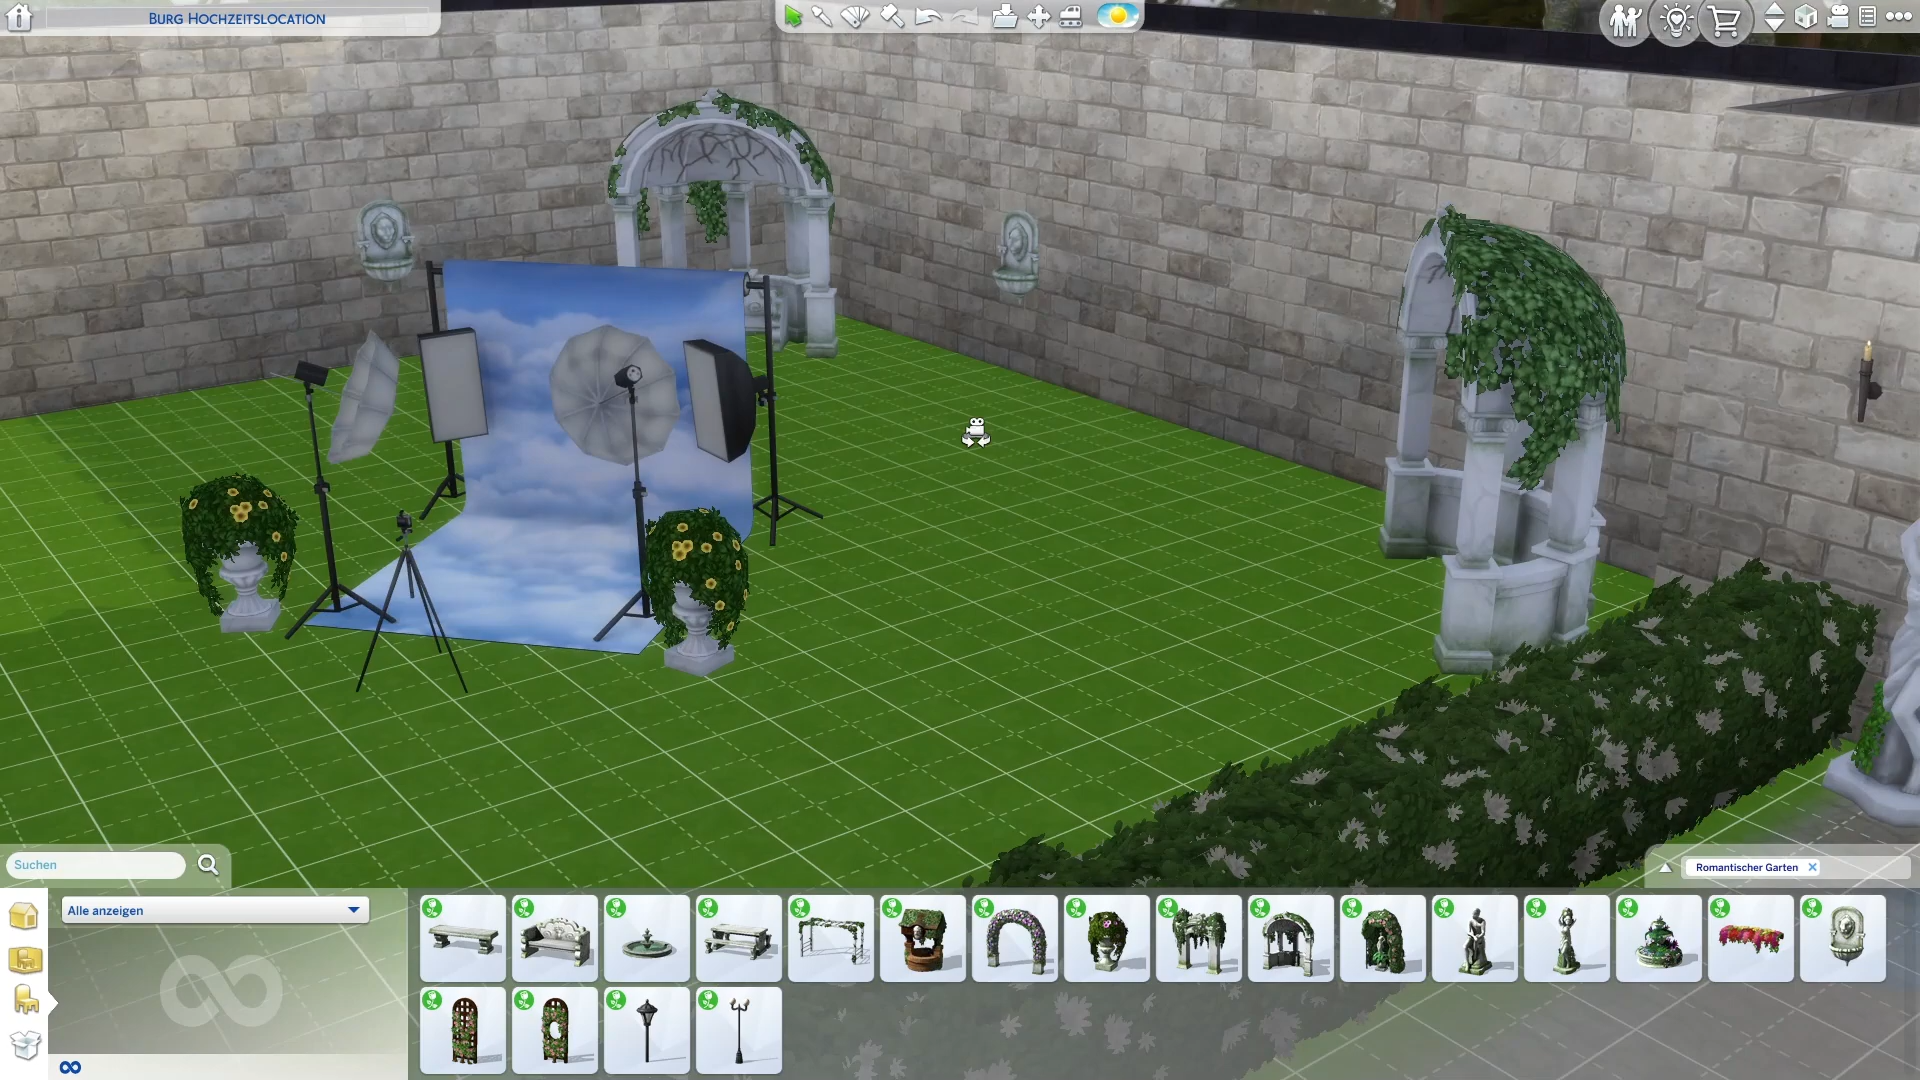 Burg Hochzeitslocation
Suchen
Romantischer Garten
Alle anzeigen